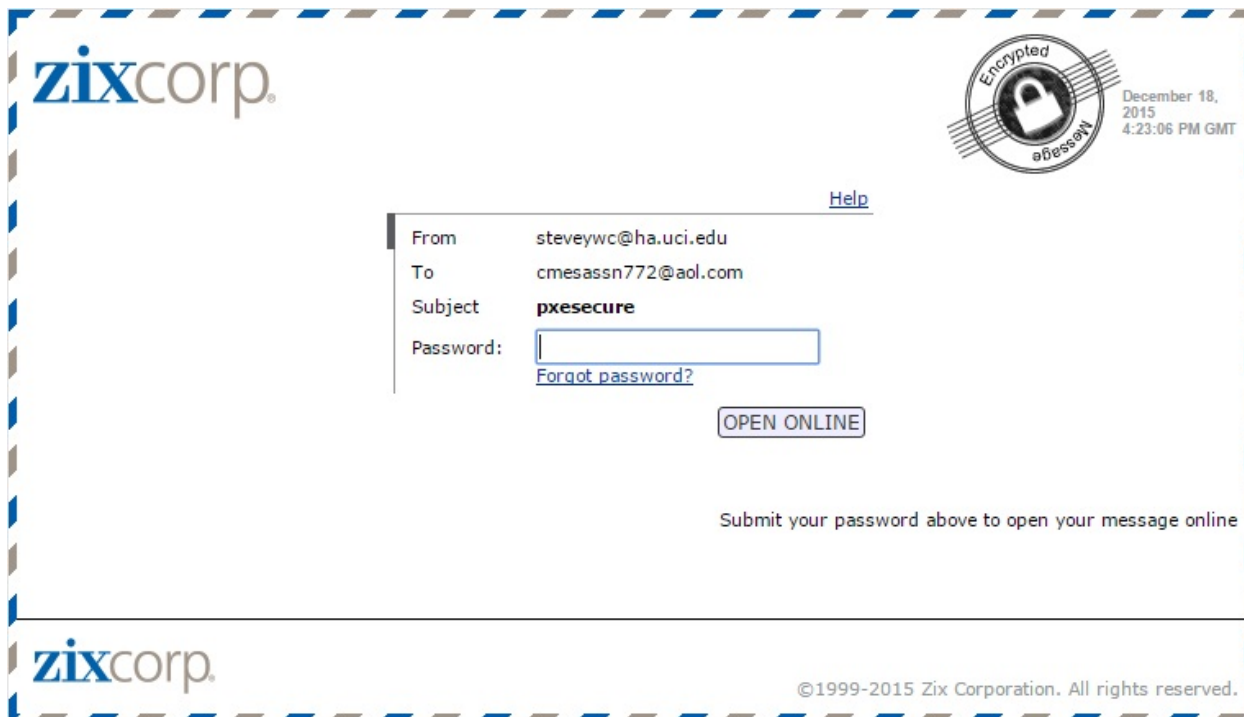 zixcorp®
Encrypted
Message
December 18,
2015
4:23:06 PM GMT
Help
From steveywc@ha.uci.edu
To cmesassn772@aol.com
Subject pxesecure
Password:
Forgot password?
OPEN ONLINE
Submit your password above to open your message online
zixcorp®
©1999-2015 Zix Corporation. All rights reserved.